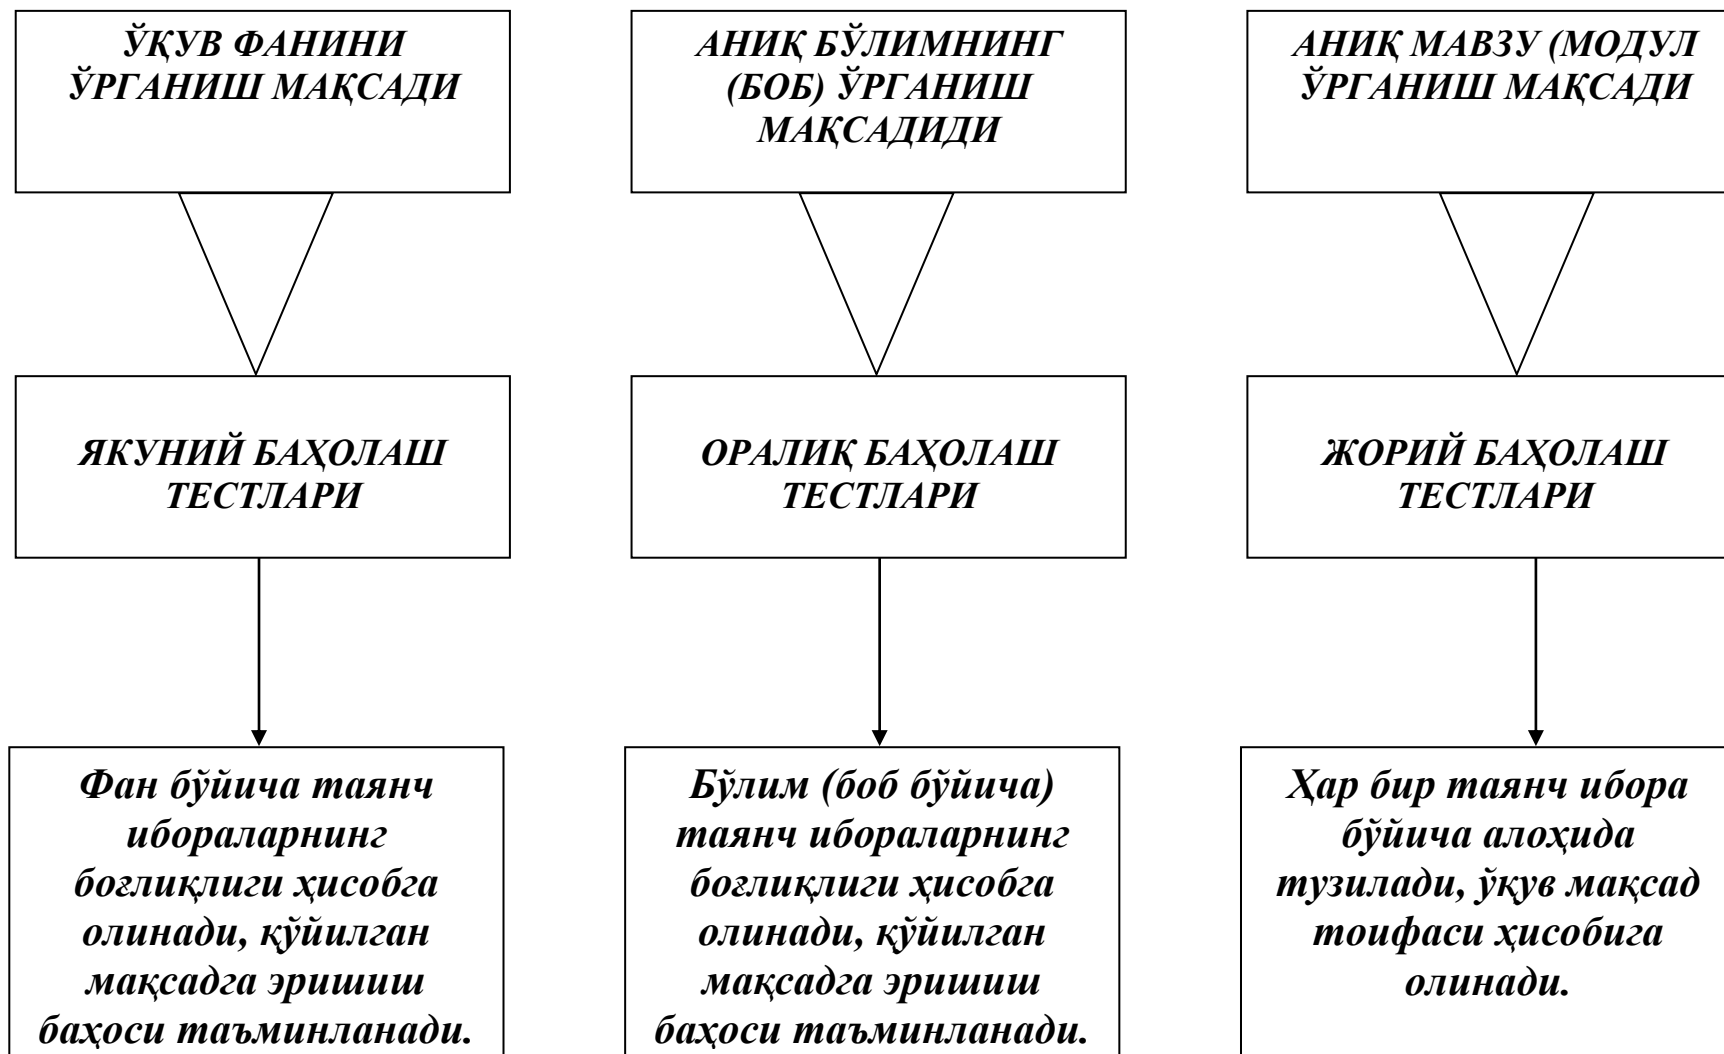 ЎҚУВ ФАНИНИ
ЎРГАНИШ МАҚСАДИ
АНИҚ БЎЛИМНИНГ
(БОБ) ЎРГАНИШ
МАҚСАДИДИ
АНИҚ МАВЗУ (МОДУЛ
ЎРГАНИШ МАҚСАДИ
ЯКУНИЙ БАҲОЛАШ
ТЕСТЛАРИ
ОРАЛИҚ БАҲОЛАШ
ТЕСТЛАРИ
ЖОРИЙ БАҲОЛАШ
ТЕСТЛАРИ
Фан бўйича таянч
ибораларнинг
боғлиқлиги ҳисобга
олинади, қўйилган
мақсадга эришиш
баҳоси таъминланади.
Бўлим (боб бўйича)
таянч ибораларнинг
боғлиқлиги ҳисобга
олинади, қўйилган
мақсадга эришиш
баҳоси таъминланади.
Ҳар бир таянч ибора
бўйича алоҳида
тузилади, ўқув мақсад
тоифаси ҳисобига
олинади.